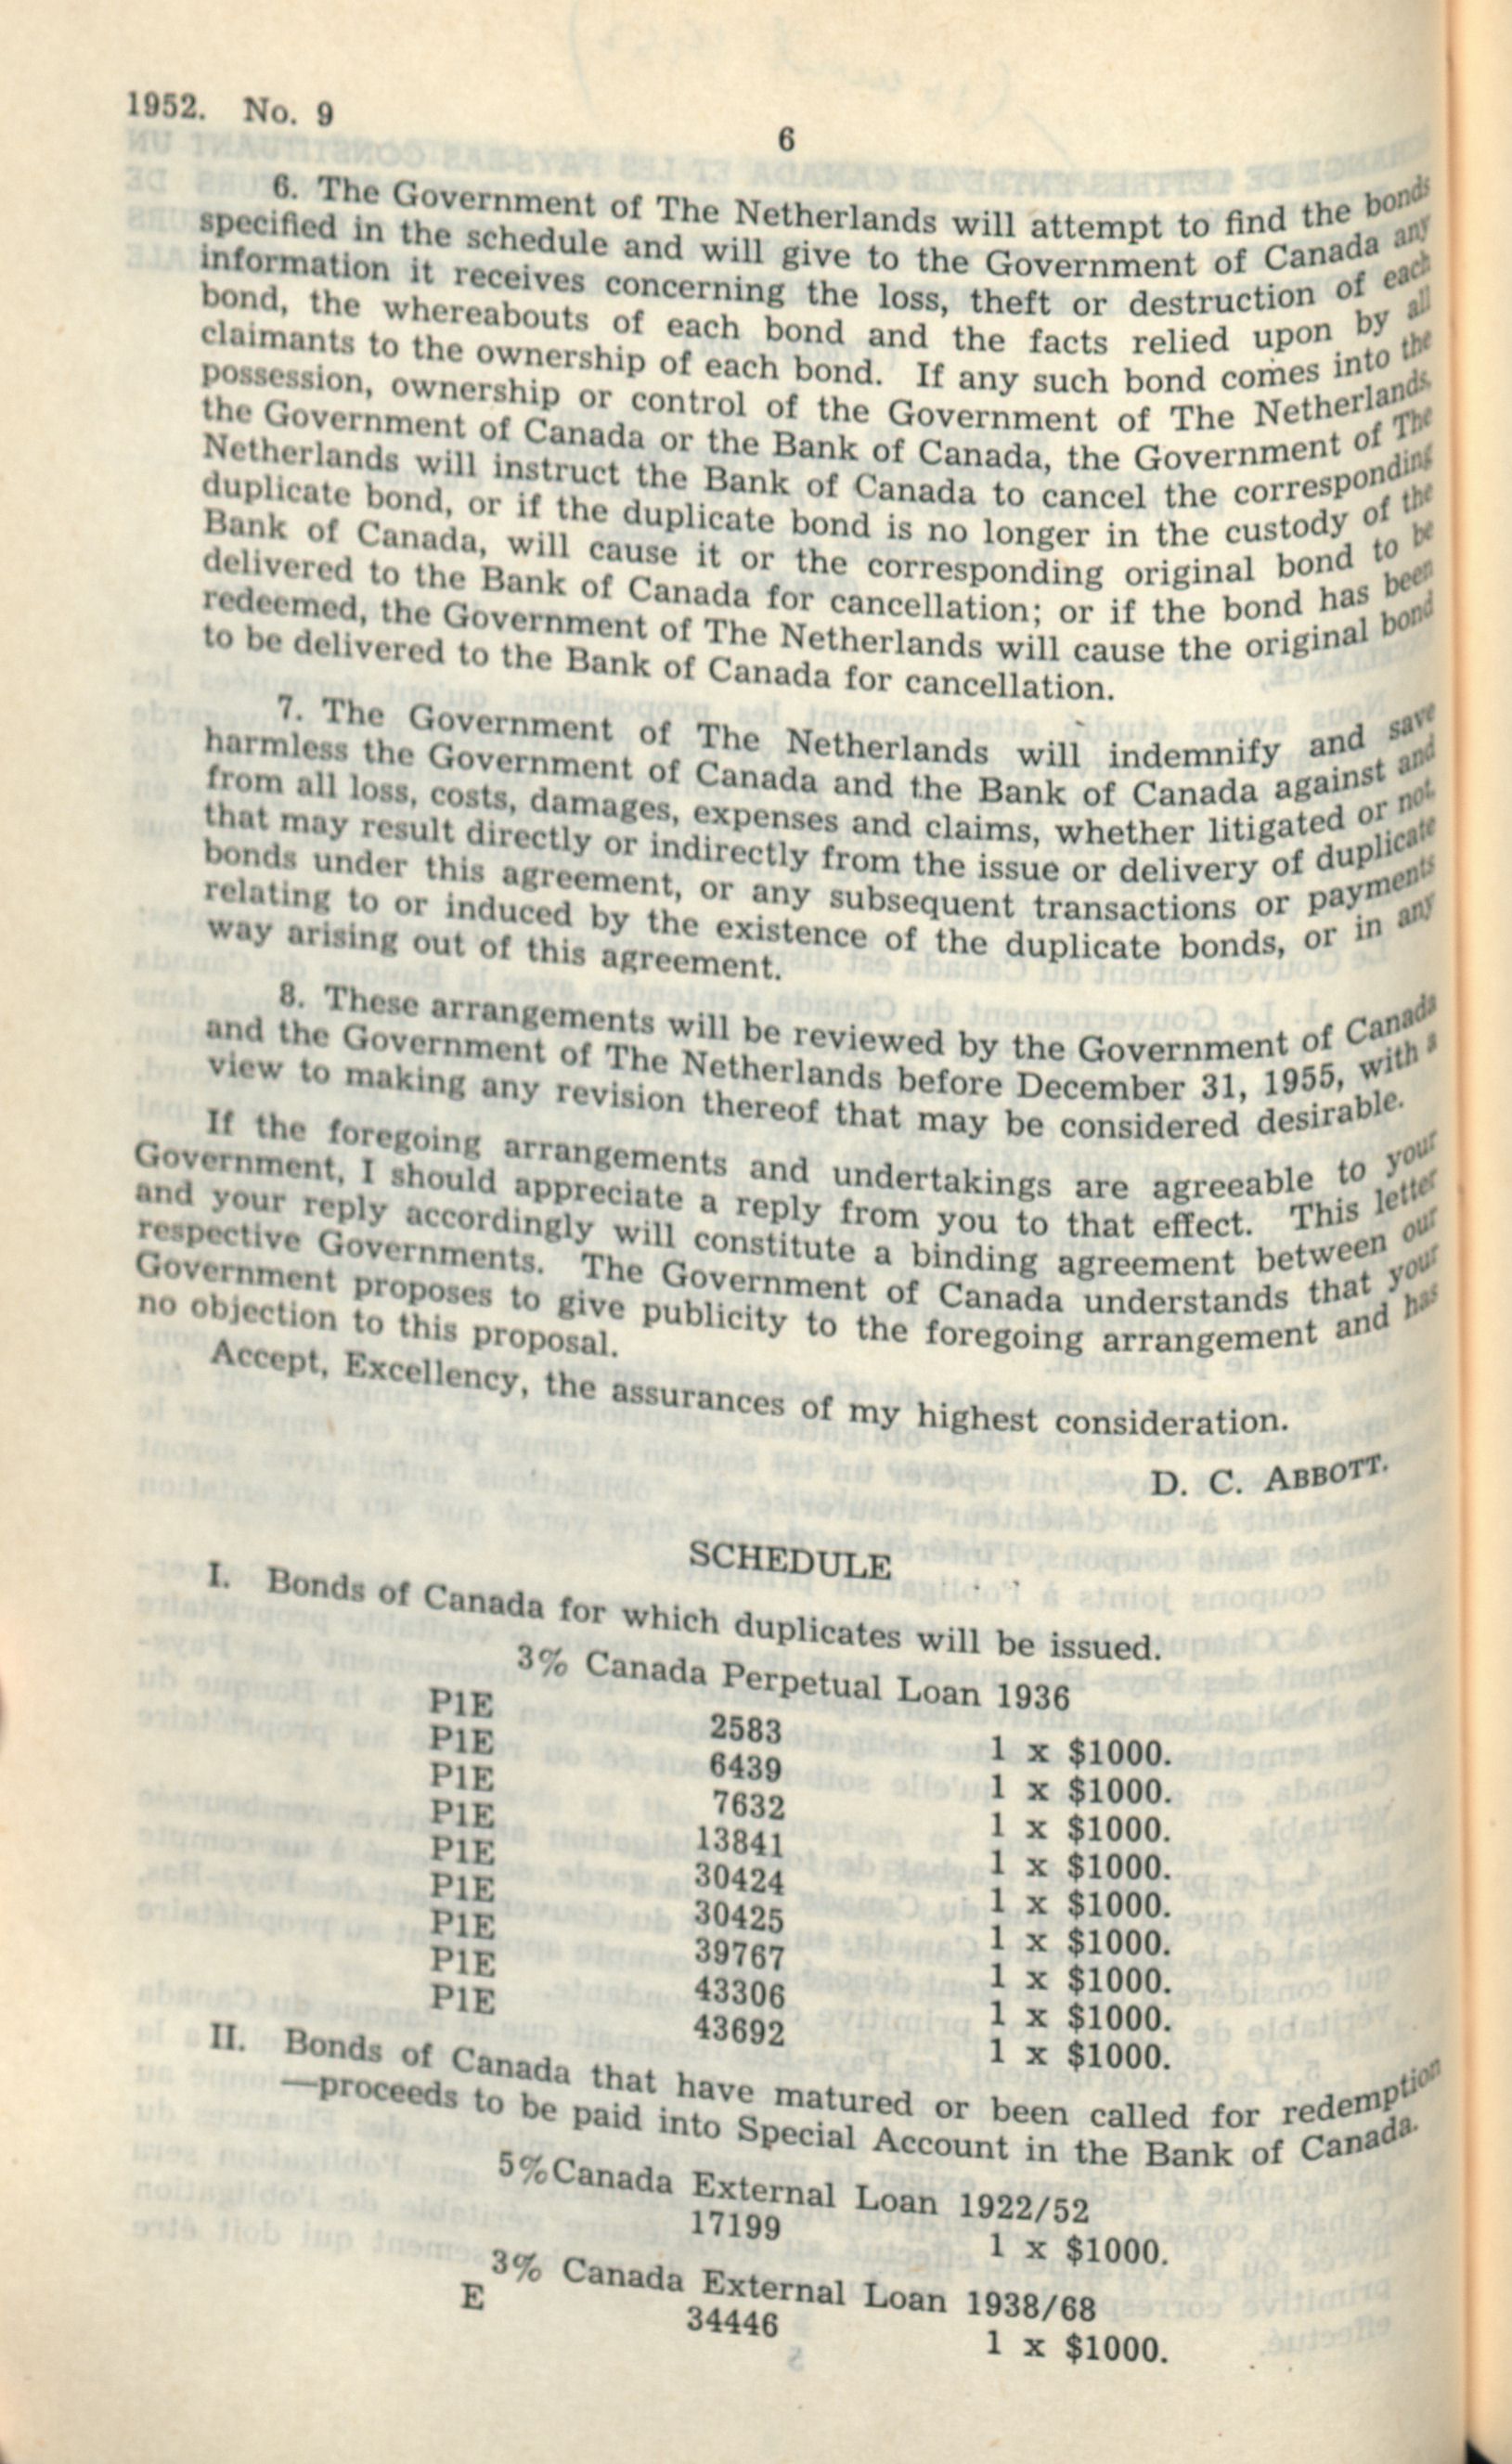 1952. No. 9
6
6. The Government of The Netherlands will attempt to find the bonds
specified in the schedule and will give to the Government of Canada any
information it receives concerning the loss, theft or destruction of each
bond, the whereabouts of each bond and the facts relied upon by all
claimants to the ownership of each bond. If any such bond comes into the
possession, ownership or control of the Government of The Netherlands,
the Government of Canada or the Bank of Canada, the Government of The
Netherlands will instruct the Bank of Canada to cancel the corresponding
duplicate bond, or if the duplicate bond is no longer in the custody of the
Bank of Canada, will cause it or the corresponding original bond to be
delivered to the Bank of Canada for cancellation; or if the bond has been
redeemed, the Government of The Netherlands will cause the original bond
to be delivered to the Bank of Canada for cancellation.
7. The Government of The Netherlands will indemnify and save
harmless the Government of Canada and the Bank of Canada against and
from all loss, costs, damages, expenses and claims, whether litigated or not
that may result directly or indirectly from the issue or delivery of duplicate
bonds under this agreement, or any subsequent transactions or payments
relating to or induced by the existence of the duplicate bonds, or in any
way arising out of this agreement.
8. These arrangements will be reviewed by the Government of Canada
and the Government of The Netherlands before December 31, 1955, with a
view to making any revision thereof that may be considered desirable.
If the foregoing arrangements and undertakings are agreeable to your
Government, I should appreciate a reply from you to that effect. This letter
and your reply accordingly will constitute a binding agreement between our
respective Governments. The Government of Canada understands that your
Government proposes to give publicity to the foregoing arrangement and has
no objection to this proposal.
Accept, Excellency, the assurances of my highest consideration.
D. C. ABBOTT.
SCHEDULE
I. Bonds of Canada for which duplicates will be issued.
3% Canada Perpetual Loan 1936
P1E 2583 1 x $1000.
P1E 6439 1 x $1000.
P1E 7632 1 x $1000.
P1E 13841 1 x $1000.
P1E 30424 1 x $1000.
P1E 30425 1 x $1000.
P1E 39767 1 x $1000.
P1E 43306 1 x $1000.
P1E 43692 1 x $1000.
II. Bonds of Canada that have matured or been called for redemption
—proceeds to be paid into Special Account in the Bank of Canada.
5% Canada External Loan 1922/52
17199 1 x $1000.
3% Canada External Loan 1938/68
E 34446 1 x $1000.